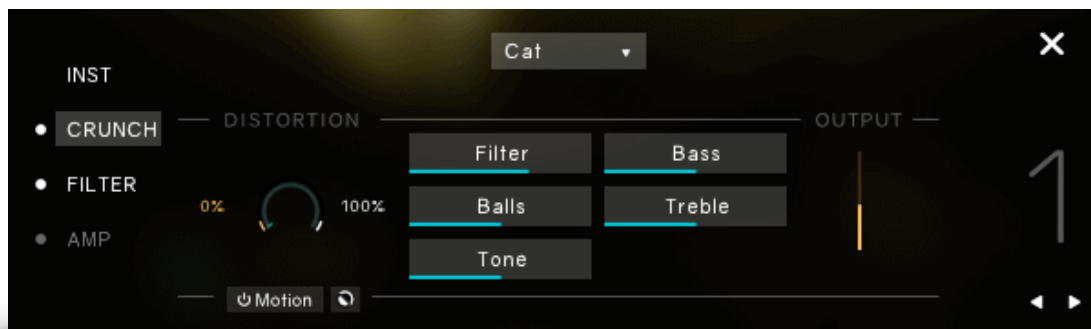 Cat
INST
CRUNCH
DISTORTION
OUTPUT
Filter
Bass
FILTER
0%
100%
Balls
Treble
1
AMP
Tone
Motion